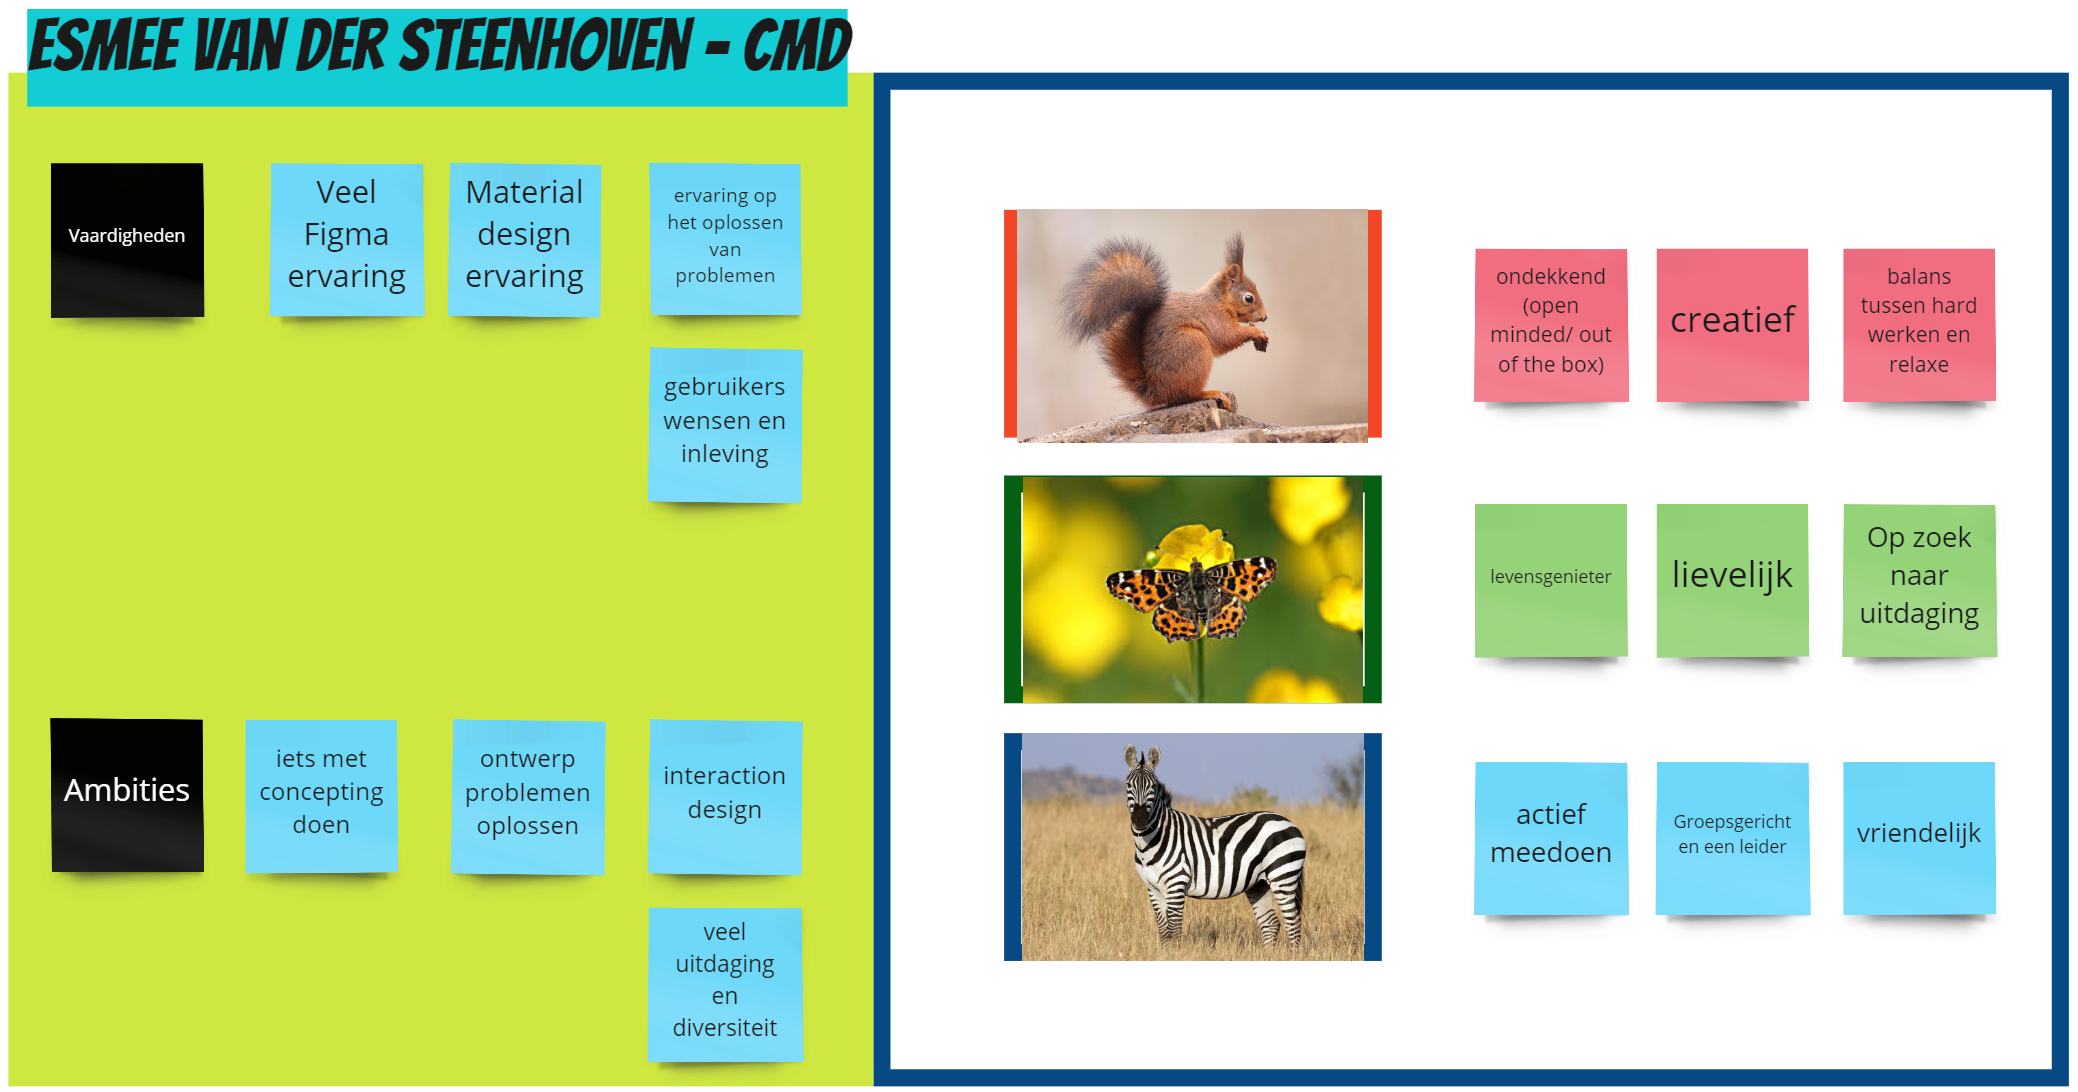 ESMEE VAN DER STEENHOVEN - CMD
Vaardigheden
Veel
Figma
ervaring
Material
design
ervaring
ervaring op
het oplossen
van
problemen
gebruikers
wensen en
inleving
Ambities
iets met
concepting
doen
ontwerp
problemen
oplossen
interaction
design
veel
uitdaging
en
diversiteit
ondekkend
(open
minded/ out
of the box)
creatief
balans
tussen hard
werken en
relaxe
levensgenieter
lievelijk
Op zoek
naar
uitdaging
actief
meedoen
Groepsgericht
en een leider
vriendelijk